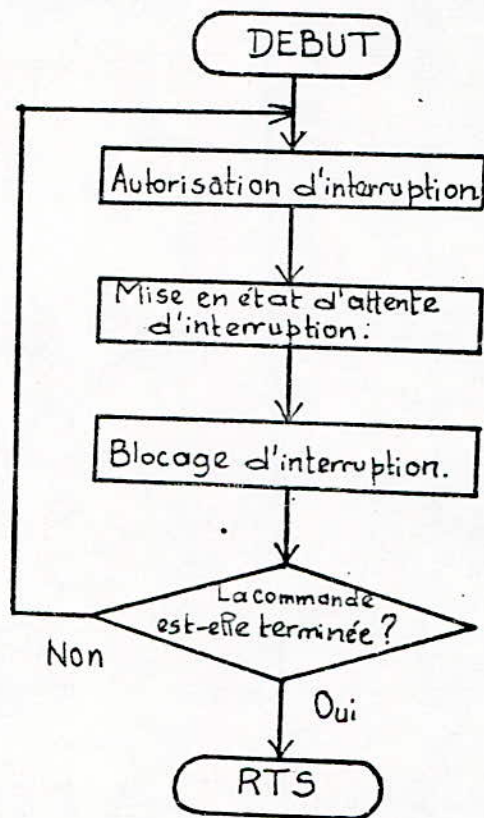 DEBUT
Autorisation d'interruption
Mise en état d'attente
d'interruption:
Blocage d'interruption.
La commande
est-elle terminée ?
Non
Oui
RTS